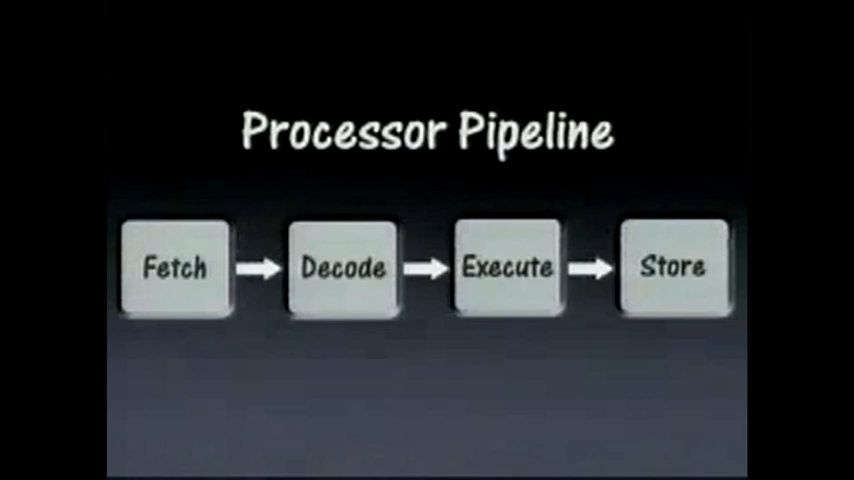 Processor Pipeline
Fetch
Decode
Execute
Store